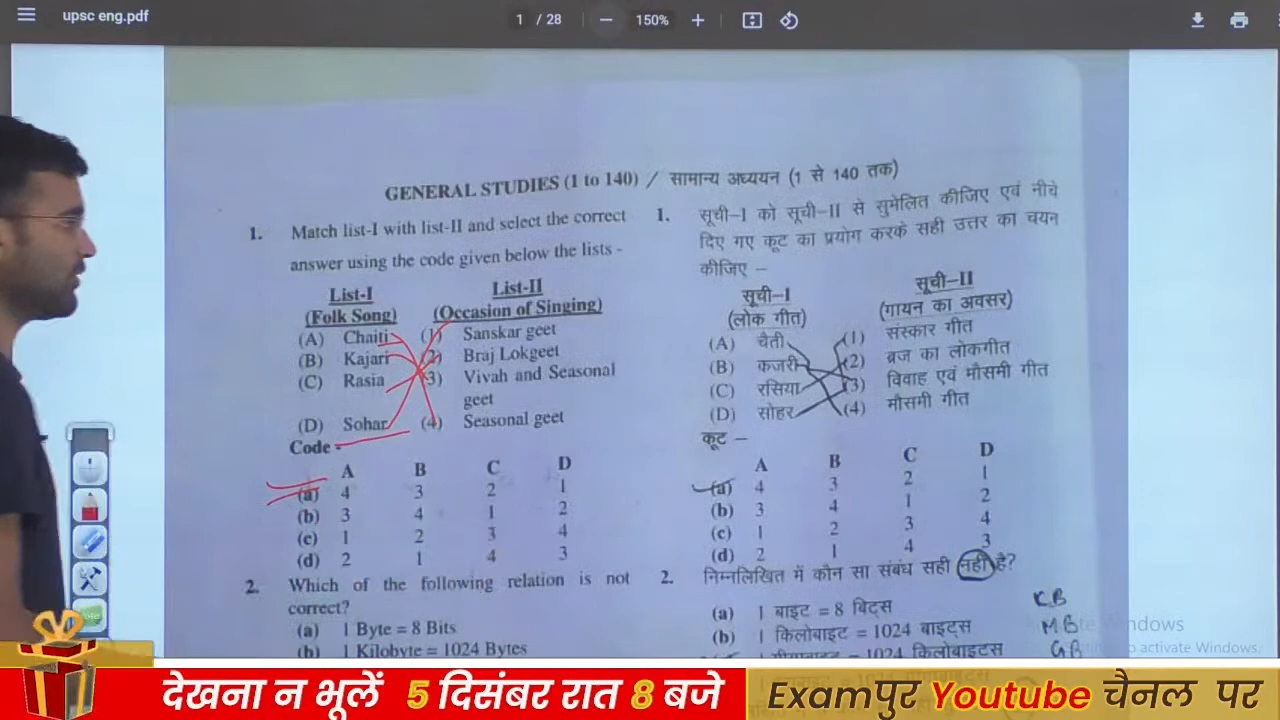 upsc eng.pdf
1 / 28
150%
GENERAL STUDIES (1 to 140) / सामान्य अध्ययन (1 से 140 तक)
1. Match list-I with list-II and select the correct
answer using the code given below the lists -
List-I List-II
(Folk Song) (Occasion of Singing)
(A) Chaiti (1) Sanskar geet
(B) Kajari (2) Braj Lokgeet
(C) Rasia (3) Vivah and Seasonal
geet
(D) Sohar (4) Seasonal geet
Code -
A B C D
(a) 4 3 2 1
(b) 3 4 1 2
(c) 1 2 3 4
(d) 2 1 4 3
2. Which of the following relation is not
correct?
(a) 1 Byte = 8 Bits
(b) 1 Kilobyte = 1024 Bytes
1. सूची-I को सूची-II से सुमेलित कीजिए एवं नीचे
दिए गए कूट का प्रयोग करके सही उत्तर का चयन
कीजिए –
सूची-I सूची-II
(लोक गीत) (गायन का अवसर)
(A) चैती (1) संस्कार गीत
(B) कजरी (2) ब्रज का लोकगीत
(C) रसिया (3) विवाह एवं मौसमी गीत
(D) सोहर (4) मौसमी गीत
कूट –
A B C D
(a) 4 3 2 1
(b) 3 4 1 2
(c) 1 2 3 4
(d) 2 1 4 3
2. निम्नलिखित में कौन सा संबंध सही नहीं है?
(a) 1 बाइट = 8 बिट्स
(b) 1 किलोबाइट = 1024 बाइट्स
1024 किलोबाइटस
KB
MB
GB
देखना न भूलें 5 दिसंबर रात 8 बजे
Examपुर Youtube चैनल पर